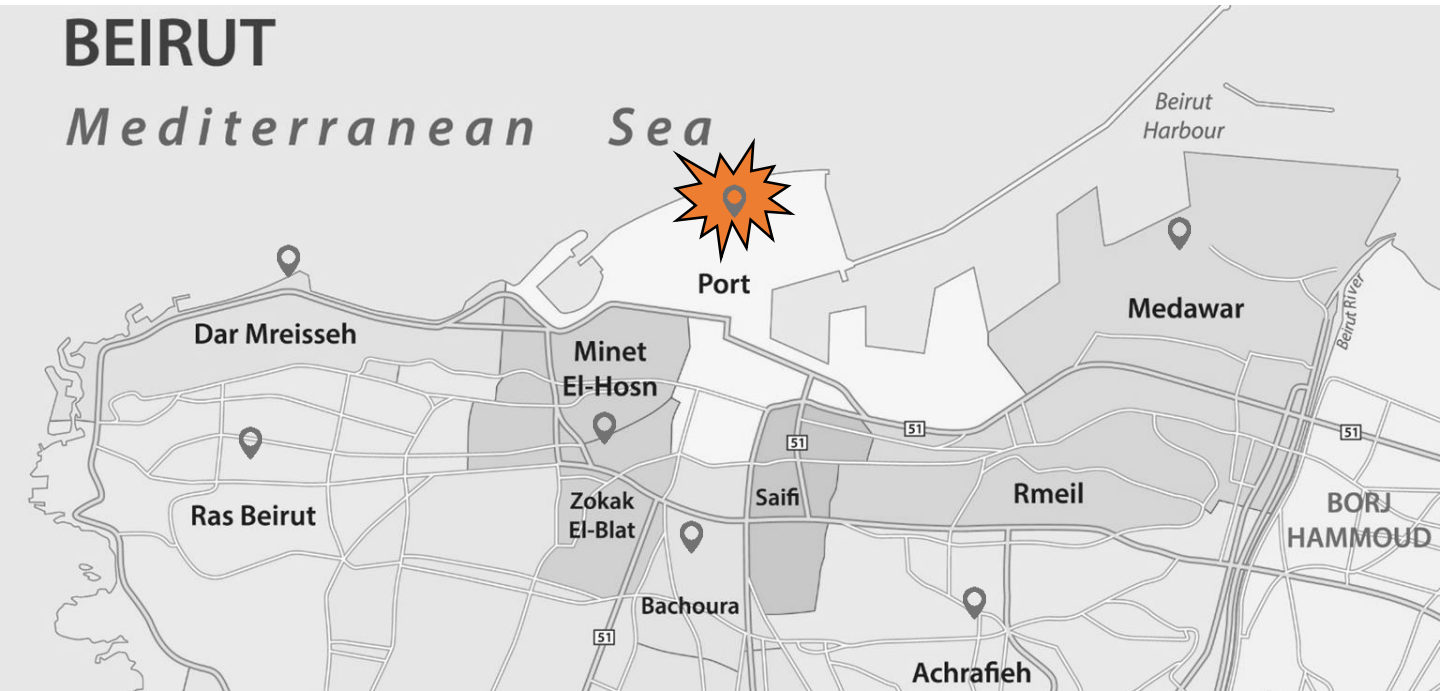 BEIRUT
Mediterranean Sea
Beirut
Harbour
Port
Medawar
Beirut River
Dar Mreisseh
Minet
El-Hosn
51
51
51
Ras Beirut
Zokak
El-Blat
Saifi
Rmeil
BORJ
HAMMOUD
Bachoura
51
Achrafieh